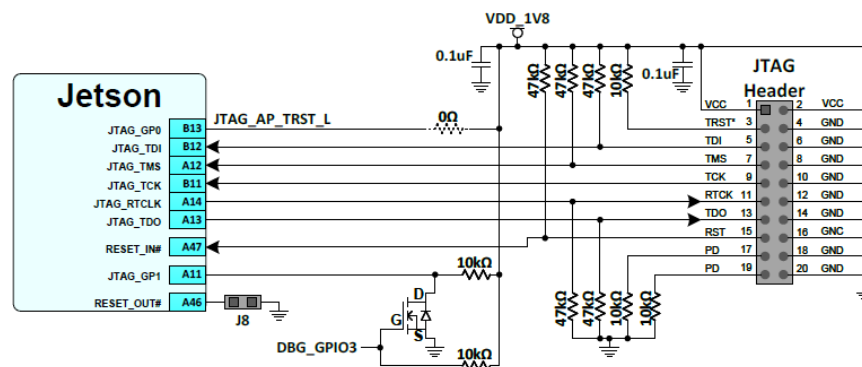 VDD_1V8
0.1uF
47kΩ
47kΩ
47kΩ
10kΩ
0.1uF
JTAG
Header
Jetson
JTAG_GP0 B13 JTAG_AP_TRST_L 0Ω
JTAG_TDI B12
JTAG_TMS A12
JTAG_TCK B11
JTAG_RTCLK A14
JTAG_TDO A13
RESET_IN# A47
JTAG_GP1 A11
RESET_OUT# A46
J8
VCC 1 2 VCC
TRST* 3 4 GND
TDI 5 6 GND
TMS 7 8 GND
TCK 9 10 GND
RTCK 11 12 GND
TDO 13 14 GND
RST 15 16 GNC
PD 17 18 GND
PD 19 20 GND
10kΩ
D
G
S
DBG_GPIO3
10kΩ
47kΩ
47kΩ
10kΩ
10kΩ